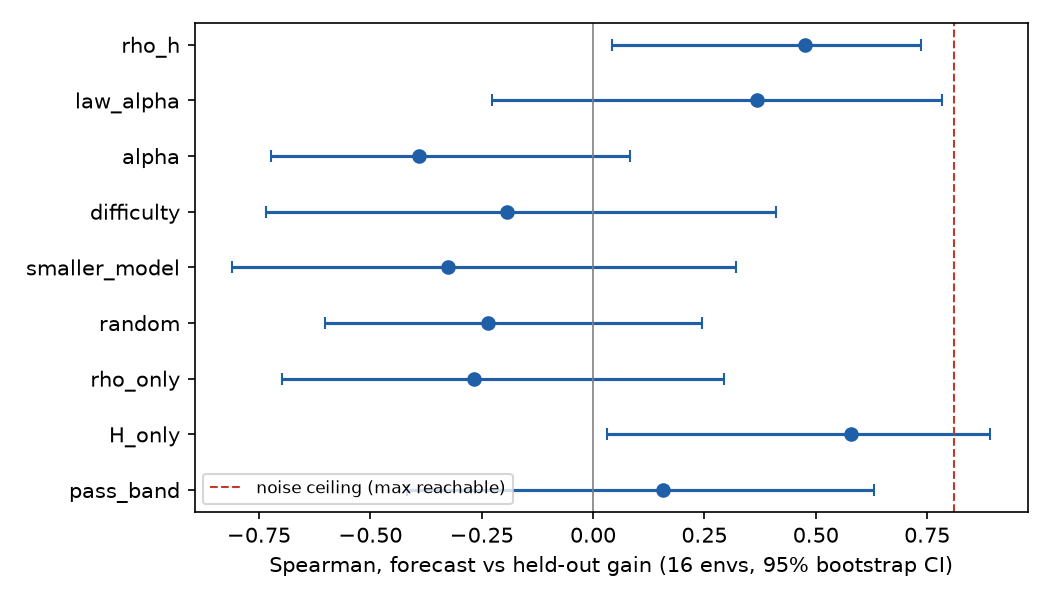 rho_h
law_alpha
alpha
difficulty
smaller_model
random
rho_only
H_only
pass_band
noise ceiling (max reachable)
−0.75 −0.50 −0.25 0.00 0.25 0.50 0.75
Spearman, forecast vs held-out gain (16 envs, 95% bootstrap CI)